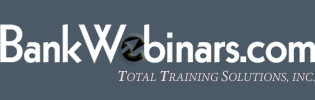 BankWebinars.com
TOTAL TRAINING SOLUTIONS, INC.